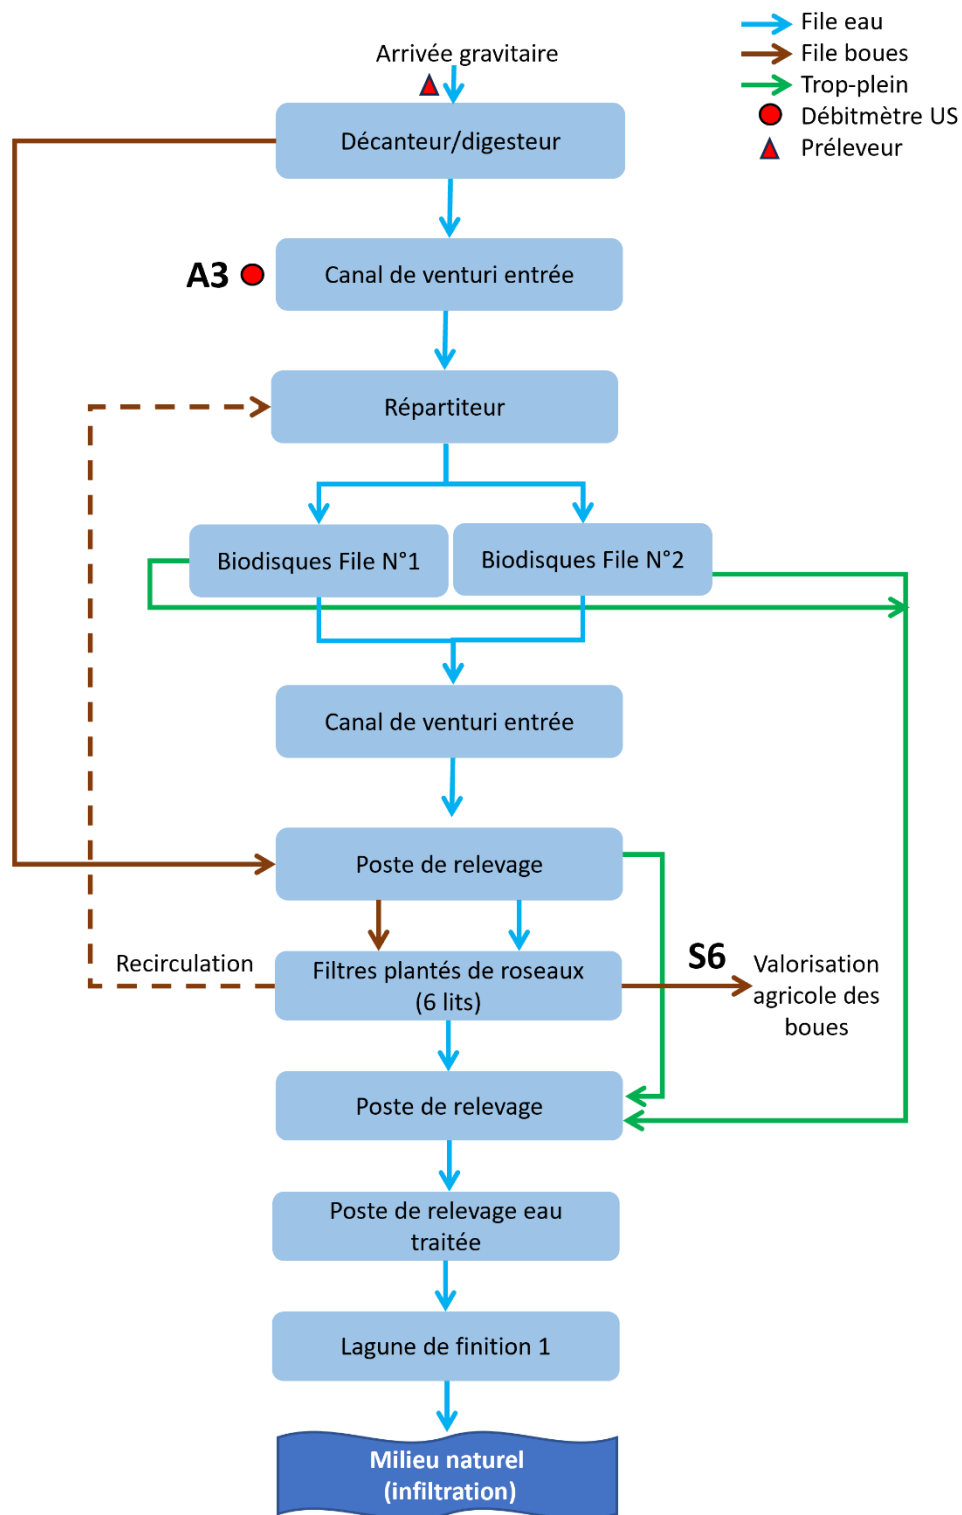 File eau
File boues
Trop-plein
Débitmètre US
Préleveur
Arrivée gravitaire
Décanteur/digesteur
A3
Canal de venturi entrée
Répartiteur
Biodisques File N°1
Biodisques File N°2
Canal de venturi entrée
Poste de relevage
Recirculation
Filtres plantés de roseaux
(6 lits)
S6
Valorisation
agricole des
boues
Poste de relevage
Poste de relevage eau
traitée
Lagune de finition 1
Milieu naturel
(infiltration)